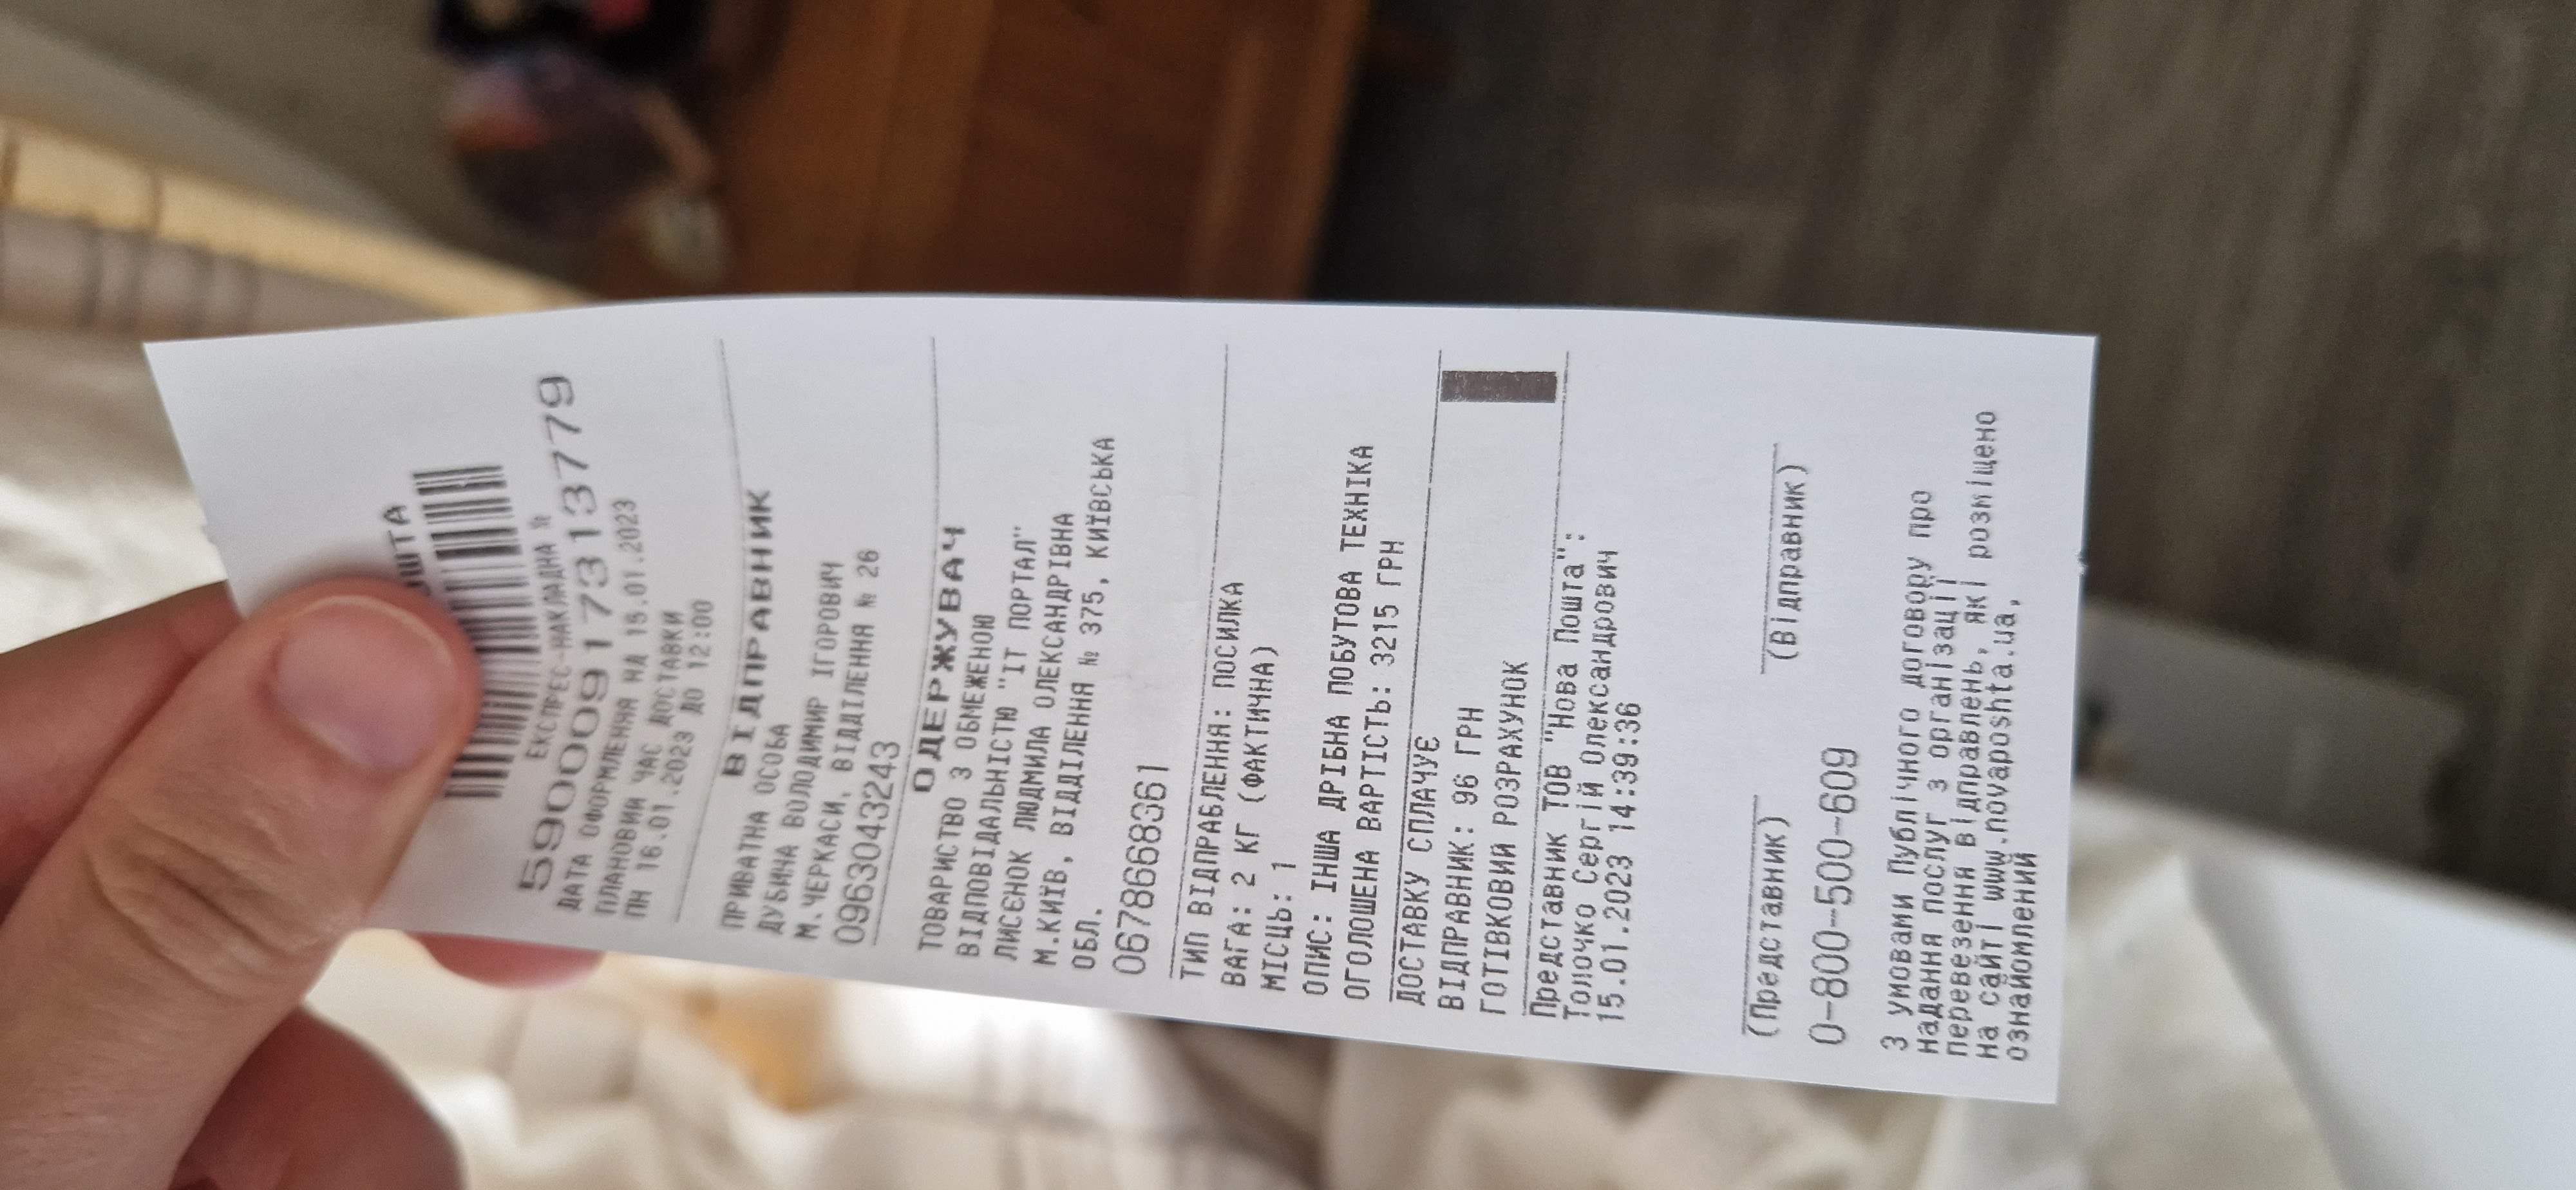 ОШТА
ЕКСПРЕС-НАКЛАДНА №
59000917313779
ДАТА ОФОРМЛЕННЯ НА 15.01.2023
ПЛАНОВИЙ ЧАС ДОСТАВКИ
ПН 16.01.2023 ДО 12:00
ВІДПРАВНИК
ПРИВАТНА ОСОБА
ДУБИНА ВОЛОДИМИР ІГОРОВИЧ
М.ЧЕРКАСИ, ВІДДІЛЕННЯ № 26
0963043243
ОДЕРЖУВАЧ
ТОВАРИСТВО З ОБМЕЖЕНОЮ
ВІДПОВІДАЛЬНІСТЮ "ІТ ПОРТАЛ"
ЛИСЄНОК ЛЮДМИЛА ОЛЕКСАНДРІВНА
М.КИЇВ, ВІДДІЛЕННЯ № 375, КИЇВСЬКА
ОБЛ.
0678668361
ТИП ВІДПРАВЛЕННЯ: ПОСИЛКА
ВАГА: 2 КГ (ФАКТИЧНА)
МІСЦЬ: 1
ОПИС: ІНША ДРІБНА ПОБУТОВА ТЕХНІКА
ОГОЛОШЕНА ВАРТІСТЬ: 3215 ГРН
ДОСТАВКУ СПЛАЧУЄ
ВІДПРАВНИК: 96 ГРН
ГОТІВКОВИЙ РОЗРАХУНОК
Представник ТОВ "Нова Пошта":
Толочко Сергій Олександрович
15.01.2023 14:39:36
(Представник) (Відправник)
0-800-500-609
З умовами Публічного договору про
надання послуг з організації
перевезення відправлень, які розміщено
на сайті www.novaposhta.ua,
ознайомлений